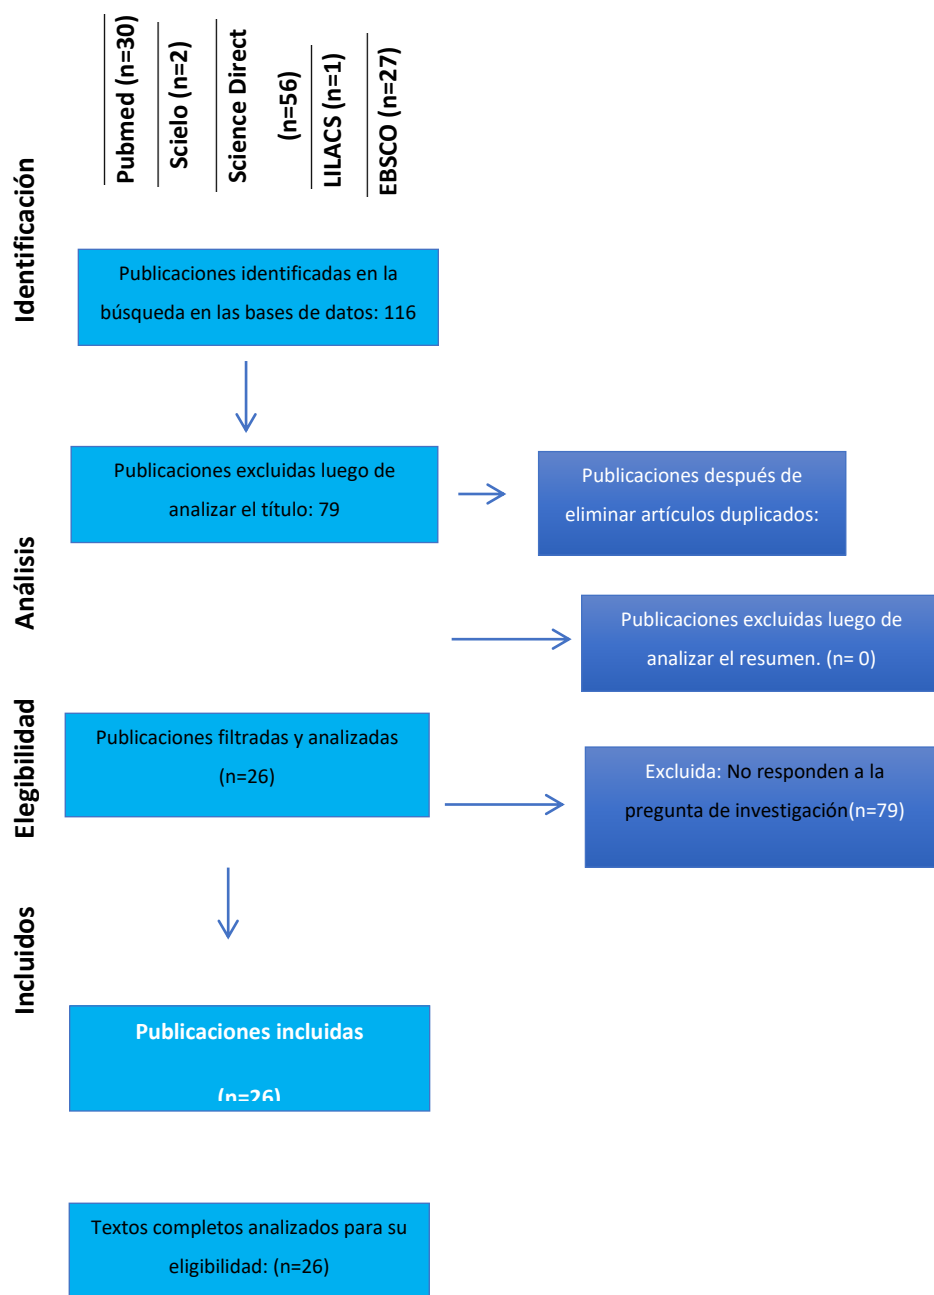 Pubmed (n=30)
Scielo (n=2)
Science Direct
(n=56)
LILACS (n=1)
EBSCO (n=27)
Identificación
Publicaciones identificadas en la
búsqueda en las bases de datos: 116
Publicaciones excluidas luego de
analizar el título: 79
Publicaciones después de
eliminar artículos duplicados:
Análisis
Publicaciones excluidas luego de
analizar el resumen. (n= 0)
Elegibilidad
Publicaciones filtradas y analizadas
(n=26)
Excluida: No responden a la
pregunta de investigación(n=79)
Incluidos
Publicaciones incluidas
(n=26)
Textos completos analizados para su
eligibilidad: (n=26)